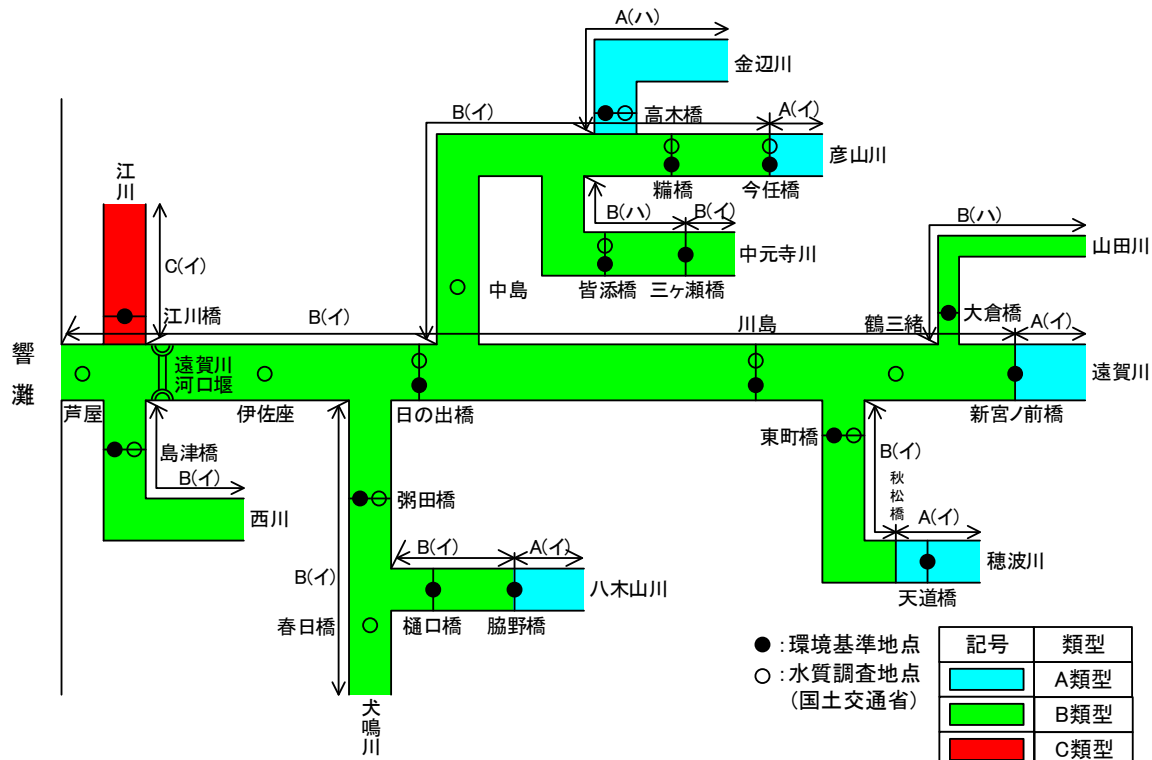 A(ハ)
金辺川
B(イ)
高木橋
A(イ)
彦山川
糒橋
今任橋
江川
B(ハ)
B(イ)
中元寺川
皆添橋
三ヶ瀬橋
B(ハ)
山田川
C(イ)
中島
江川橋
B(イ)
川島
鶴三緒
大倉橋
A(イ)
響灘
遠賀川
河口堰
遠賀川
芦屋
伊佐座
日の出橋
新宮ノ前橋
島津橋
東町橋
B(イ)
B(イ)
秋松橋
西川
粥田橋
A(イ)
B(イ)
A(イ)
穂波川
B(イ)
八木山川
天道橋
春日橋
樋口橋
脇野橋
犬鳴川
●:環境基準地点
○:水質調査地点
(国土交通省)
記号 類型
A類型
B類型
C類型